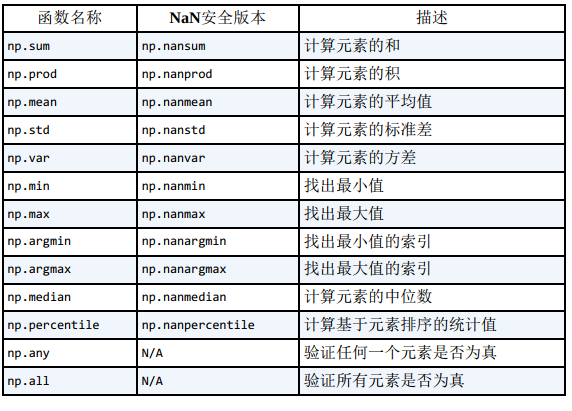 函数名称 NaN安全版本 描述
np.sum np.nansum 计算元素的和
np.prod np.nanprod 计算元素的积
np.mean np.nanmean 计算元素的平均值
np.std np.nanstd 计算元素的标准差
np.var np.nanvar 计算元素的方差
np.min np.nanmin 找出最小值
np.max np.nanmax 找出最大值
np.argmin np.nanargmin 找出最小值的索引
np.argmax np.nanargmax 找出最大值的索引
np.median np.nanmedian 计算元素的中位数
np.percentile np.nanpercentile 计算基于元素排序的统计值
np.any N/A 验证任何一个元素是否为真
np.all N/A 验证所有元素是否为真